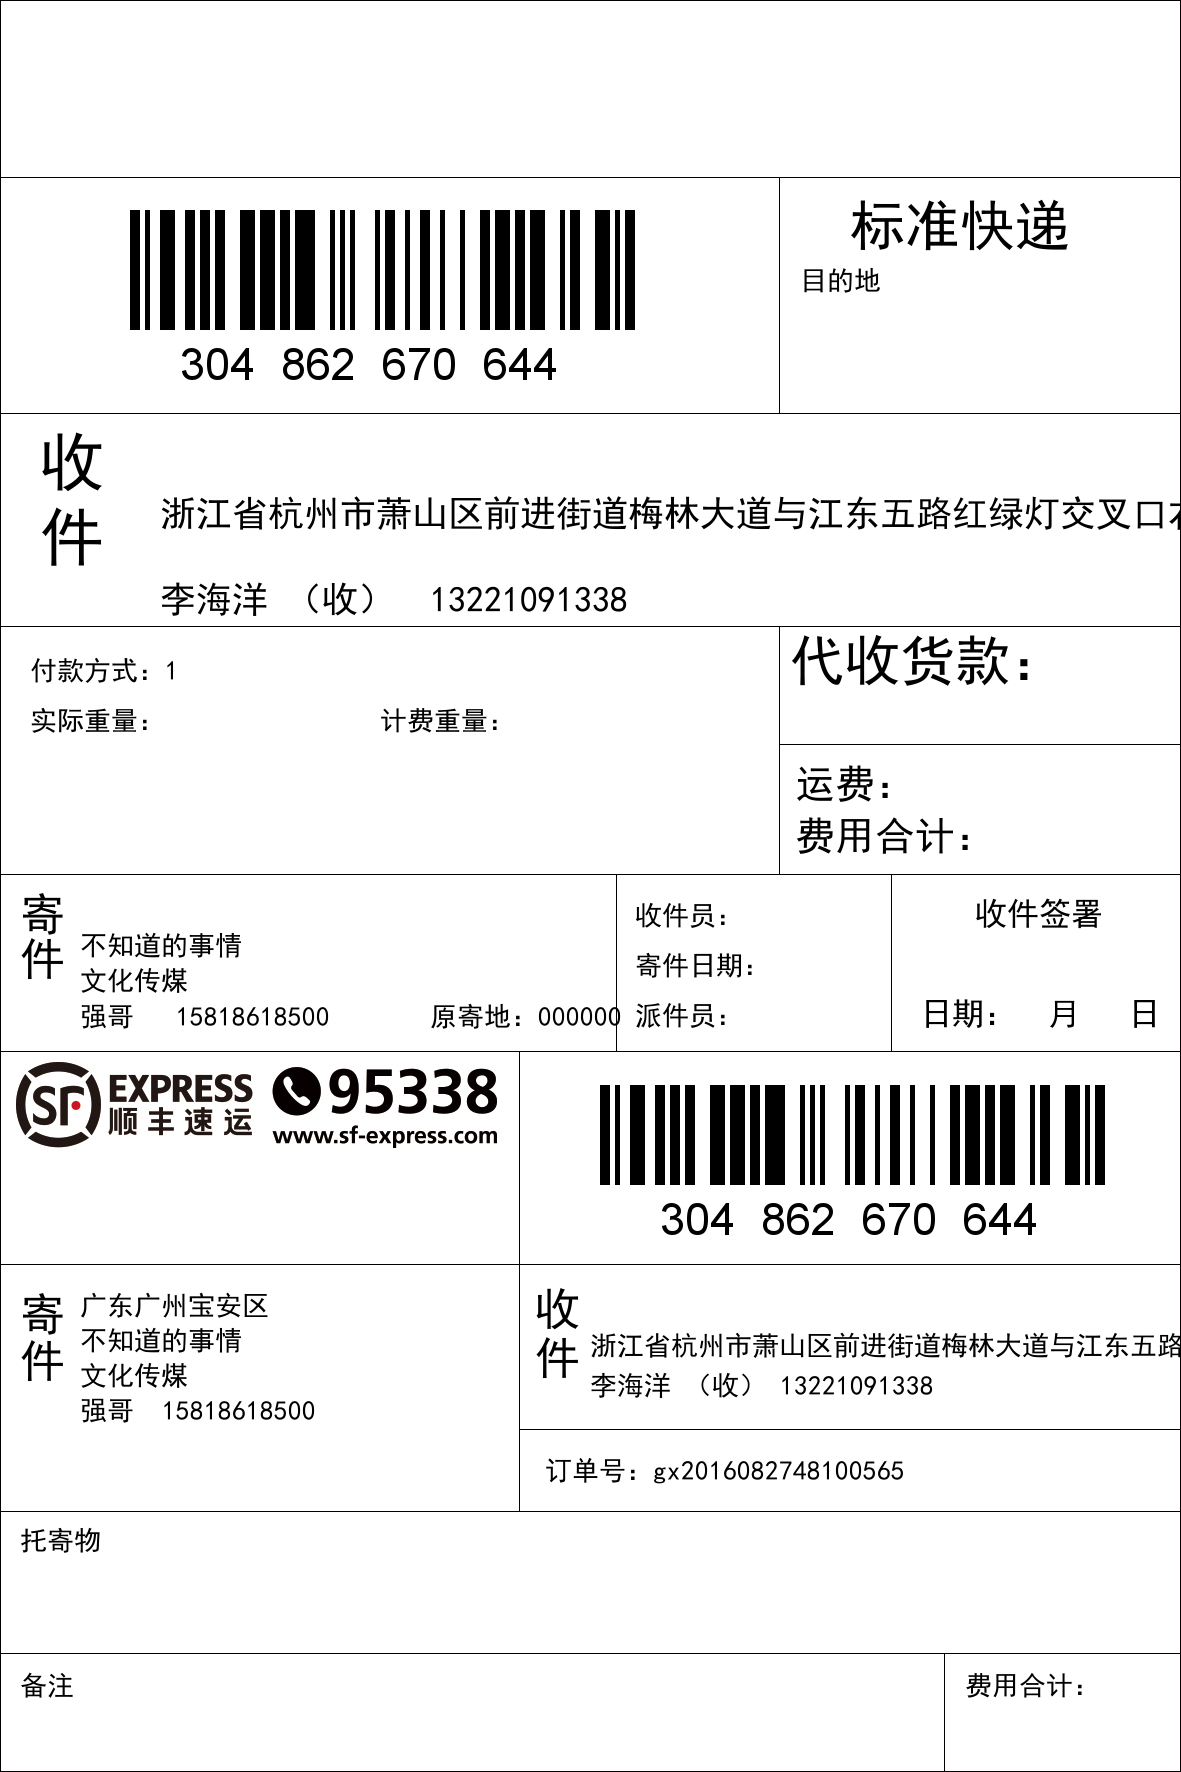 标准快递
目的地
304 862 670 644
收件
浙江省杭州市萧山区前进街道梅林大道与江东五路红绿灯交叉口
李海洋 （收） 13221091338
付款方式：1
实际重量： 计费重量：
代收货款：
运费：
费用合计：
寄件
不知道的事情
文化传煤
强哥 15818618500 原寄地：000000
收件员：
寄件日期：
派件员：
收件签署
日期： 月 日
SF EXPRESS
顺丰速运
95338
www.sf-express.com
304 862 670 644
寄件
广东广州宝安区
不知道的事情
文化传煤
强哥 15818618500
收件
浙江省杭州市萧山区前进街道梅林大道与江东五路
李海洋 （收） 13221091338
订单号：gx2016082748100565
托寄物
备注
费用合计：